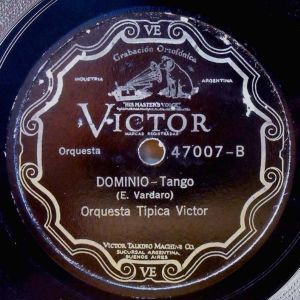 VE
Grabación Ortofónica
INDUSTRIA ARGENTINA
"HIS MASTER'S VOICE"
VICTOR
MARCAS REGISTRADAS
Orquesta 47007-B
DOMINIO-Tango
(E. Vardaro)
Orquesta Tipica Victor
VICTOR TALKING MACHINE CO.
SUCURSAL ARGENTINA,
BUENOS AIRES
VE